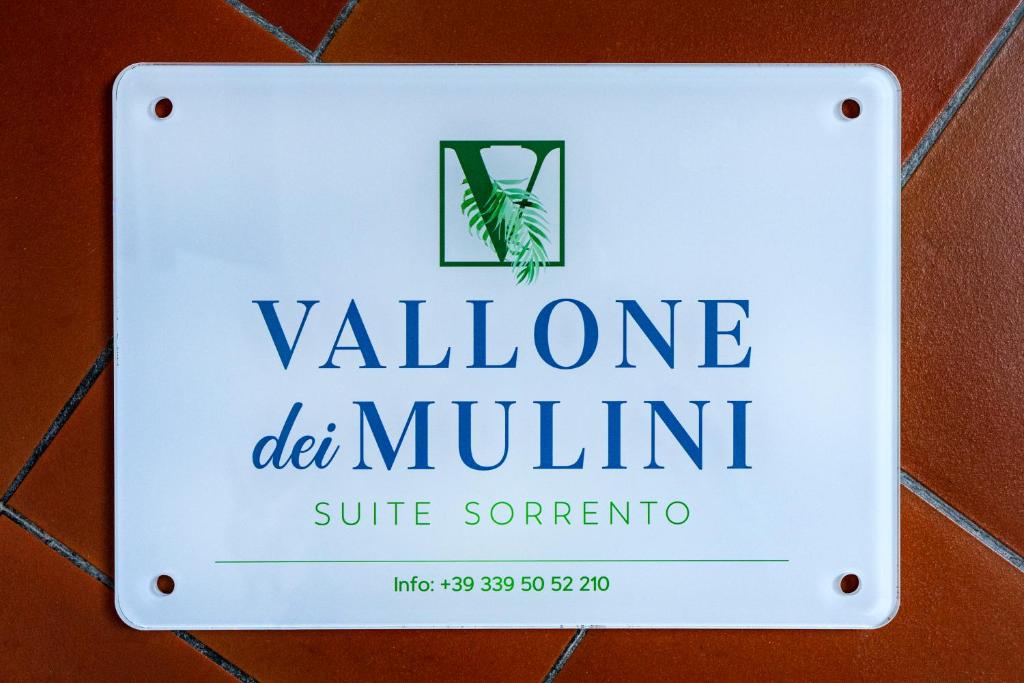 V
VALLONE
dei MULINI
SUITE SORRENTO
Info: +39 339 50 52 210